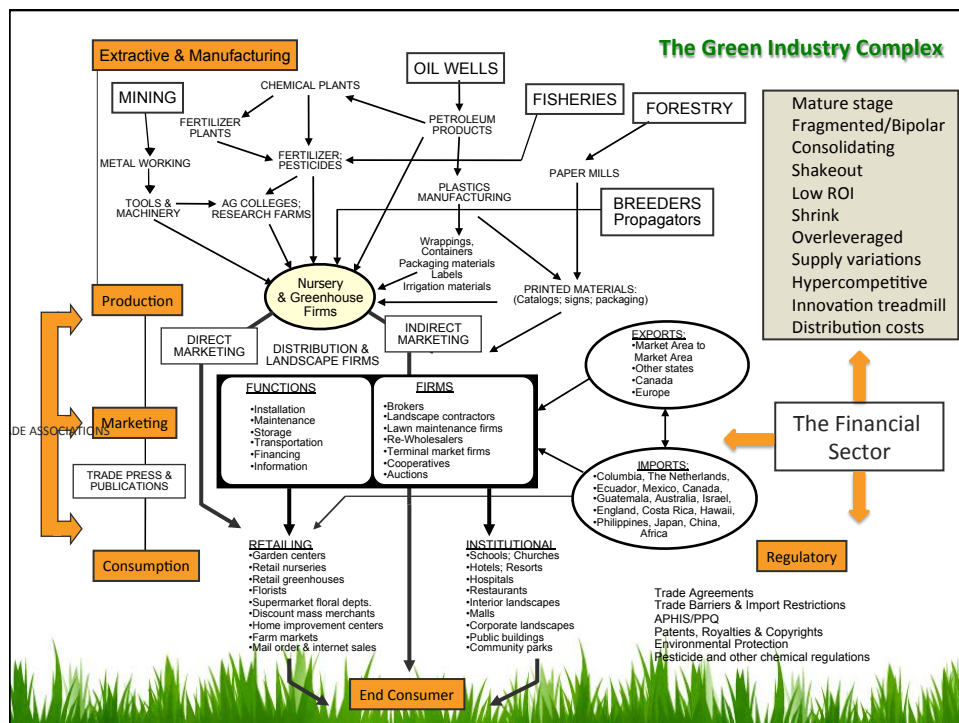 Extractive & Manufacturing
The Green Industry Complex
OIL WELLS
CHEMICAL PLANTS
MINING
FISHERIES
FORESTRY
FERTILIZER
PLANTS
PETROLEUM
PRODUCTS
METAL WORKING
FERTILIZER;
PESTICIDES
PAPER MILLS
PLASTICS
MANUFACTURING
TOOLS &
MACHINERY
AG COLLEGES;
RESEARCH FARMS
BREEDERS
Propagators
Wrappings,
Containers
Packaging materials
Labels
Irrigation materials
Nursery
& Greenhouse
Firms
PRINTED MATERIALS:
(Catalogs; signs; packaging)
Mature stage
Fragmented/Bipolar
Consolidating
Shakeout
Low ROI
Shrink
Overleveraged
Supply variations
Hypercompetitive
Innovation treadmill
Distribution costs
Production
DIRECT
MARKETING
INDIRECT
MARKETING
DISTRIBUTION &
LANDSCAPE FIRMS
EXPORTS:
•Market Area to
Market Area
•Other states
•Canada
•Europe
FUNCTIONS
•Installation
•Maintenance
•Storage
•Transportation
•Financing
•Information
FIRMS
•Brokers
•Landscape contractors
•Lawn maintenance firms
•Re-Wholesalers
•Terminal market firms
•Cooperatives
•Auctions
Marketing
ADE ASSOCIATIONS
TRADE PRESS &
PUBLICATIONS
The Financial
Sector
IMPORTS:
•Columbia, The Netherlands,
•Ecuador, Mexico, Canada,
•Guatemala, Australia, Israel,
•England, Costa Rica, Hawaii,
•Philippines, Japan, China,
Africa
Consumption
RETAILING
•Garden centers
•Retail nurseries
•Retail greenhouses
•Florists
•Supermarket floral depts.
•Discount mass merchants
•Home improvement centers
•Farm markets
•Mail order & internet sales
INSTITUTIONAL
•Schools; Churches
•Hotels; Resorts
•Hospitals
•Restaurants
•Interior landscapes
•Malls
•Corporate landscapes
•Public buildings
•Community parks
Regulatory
Trade Agreements
Trade Barriers & Import Restrictions
APHIS/PPQ
Patents, Royalties & Copyrights
Environmental Protection
Pesticide and other chemical regulations
End Consumer